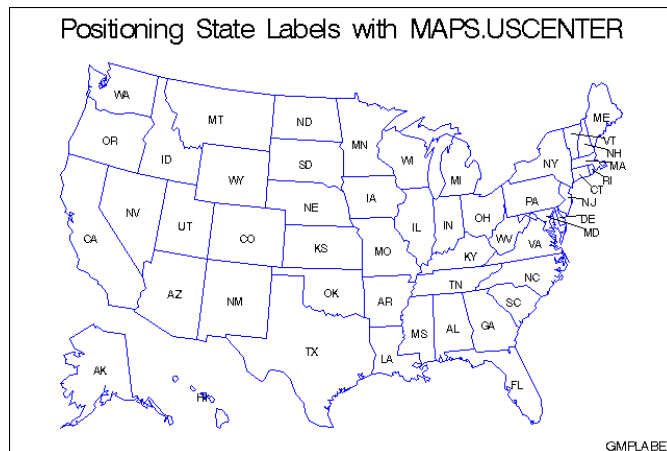 Positioning State Labels with MAPS.USCENTER
WA
MT
ND
ME
OR
MN
VT
NH
ID
SD
WI
NY
MA
WY
MI
RI
CT
IA
NE
PA
NJ
NV
OH
DE
UT
IL
IN
MD
CA
CO
WV
VA
KS
MO
KY
NC
AZ
OK
TN
NM
AR
SC
MS
AL
GA
TX
LA
AK
FL
HI
GMPLABE